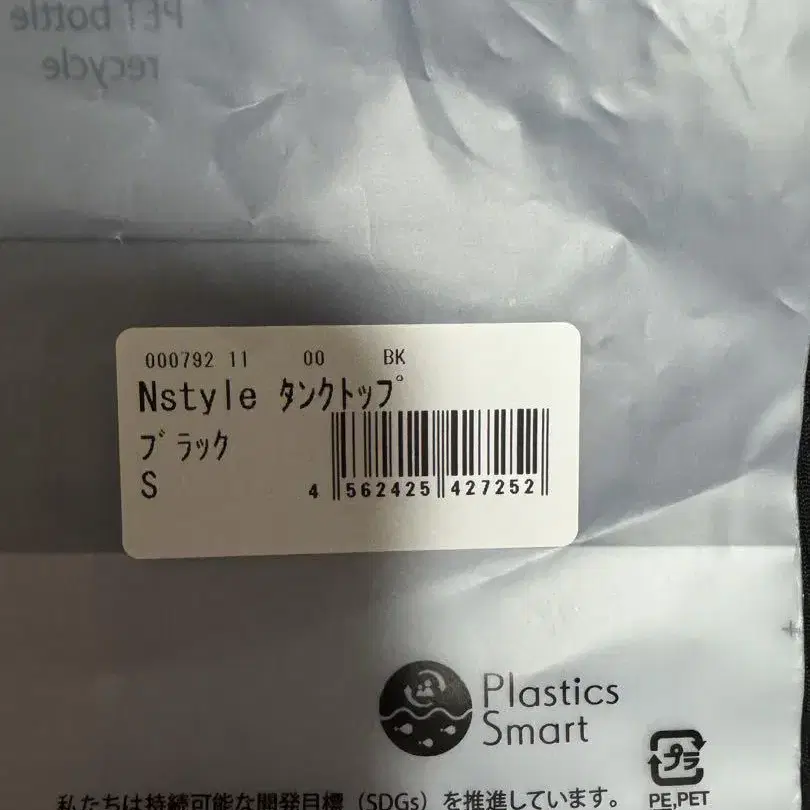 PET bottle
recycle
000792 11 00 BK
Nstyle ﾀﾝｸﾄｯﾌﾟ
ﾌﾞﾗｯｸ
S
4 562425 427252
Plastics
Smart
プラ
私たちは持続可能な開発目標（SDGs）を推進しています。
PE,PET